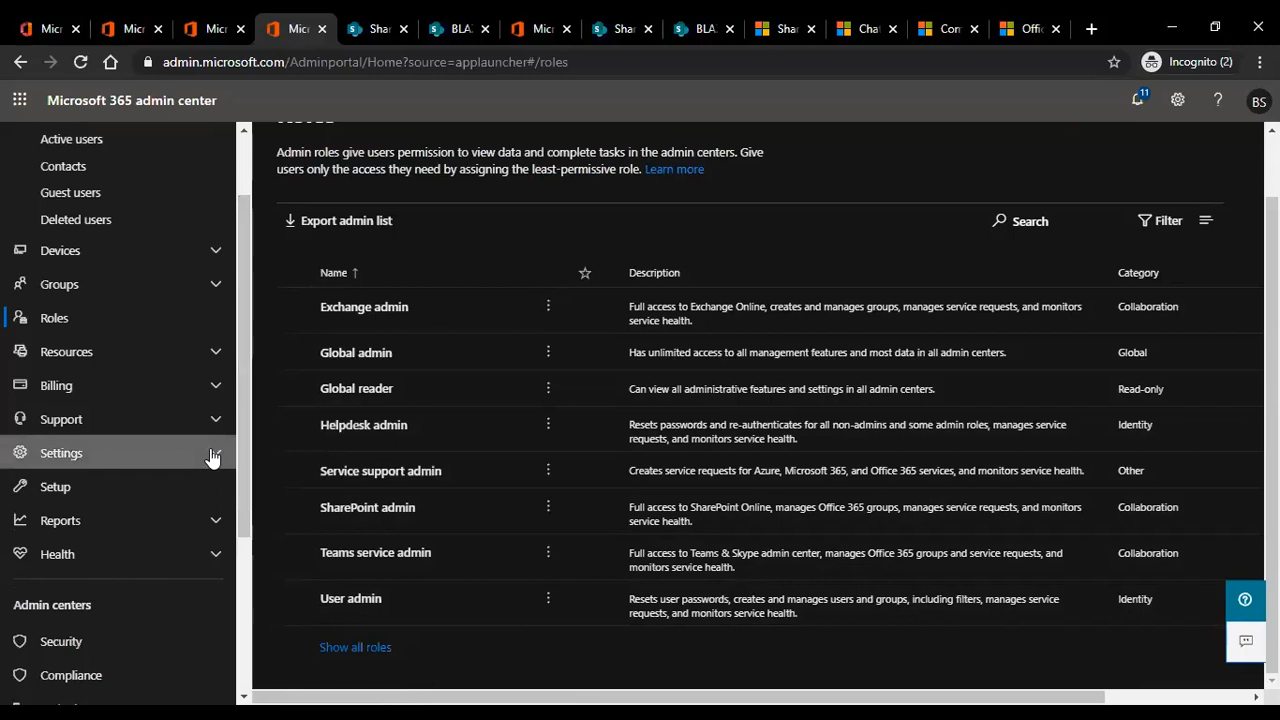 Micr
Micr
Micr
Micr
Shar
BLAZ
Micr
Shar
BLAZ
Shar
Chat
Office
admin.microsoft.com/Adminportal/Home?source=applauncher#/roles
Incognito (2)
Microsoft 365 admin center
11
?
BS
Active users
Contacts
Guest users
Deleted users
Devices
Groups
Roles
Resources
Billing
Support
Settings
Setup
Reports
Health
Admin centers
Security
Compliance
Admin roles give users permission to view data and complete tasks in the admin centers. Give
users only the access they need by assigning the least-permissive role. Learn more
Export admin list
Search
Filter
Name ↑
Description
Category
Exchange admin
Full access to Exchange Online, creates and manages groups, manages service requests, and monitors
service health.
Collaboration
Global admin
Has unlimited access to all management features and most data in all admin centers.
Global
Global reader
Can view all administrative features and settings in all admin centers.
Read-only
Helpdesk admin
Resets passwords and re-authenticates for all non-admins and some admin roles, manages service
requests, and monitors service health.
Identity
Service support admin
Creates service requests for Azure, Microsoft 365, and Office 365 services, and monitors service health.
Other
SharePoint admin
Full access to SharePoint Online, manages Office 365 groups, manages service requests, and monitors
service health.
Collaboration
Teams service admin
Full access to Teams & Skype admin center, manages Office 365 groups and service requests, and
monitors service health.
Collaboration
User admin
Resets user passwords, creates and manages users and groups, including filters, manages service
requests, and monitors service health.
Identity
Show all roles